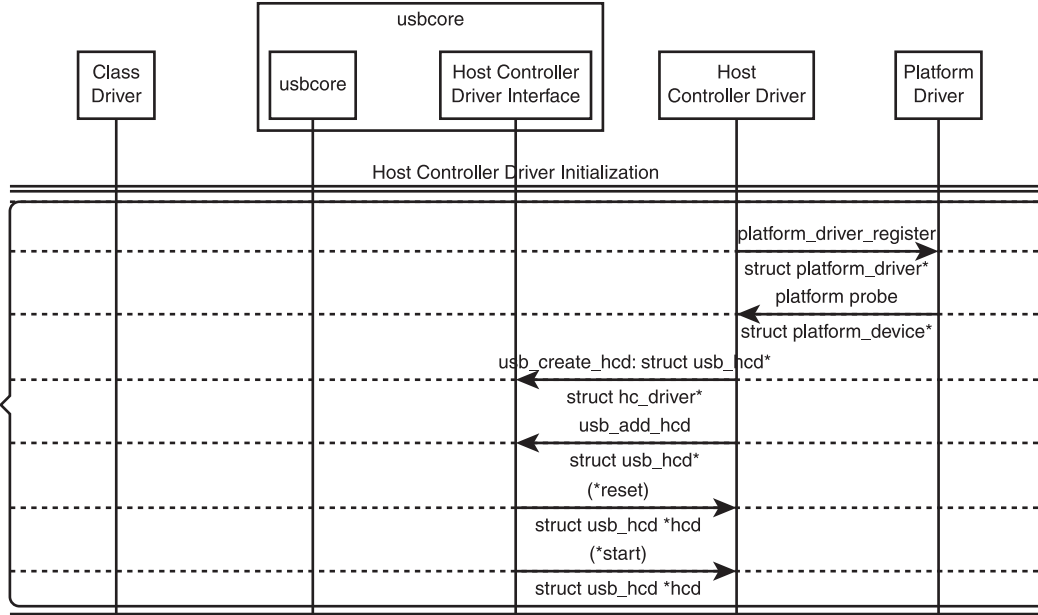 usbcore
Class
Driver
usbcore
Host Controller
Driver Interface
Host
Controller Driver
Platform
Driver
Host Controller Driver Initialization
platform_driver_register
struct platform_driver*
platform probe
struct platform_device*
usb_create_hcd: struct usb_hcd*
struct hc_driver*
usb_add_hcd
struct usb_hcd*
(*reset)
struct usb_hcd *hcd
(*start)
struct usb_hcd *hcd